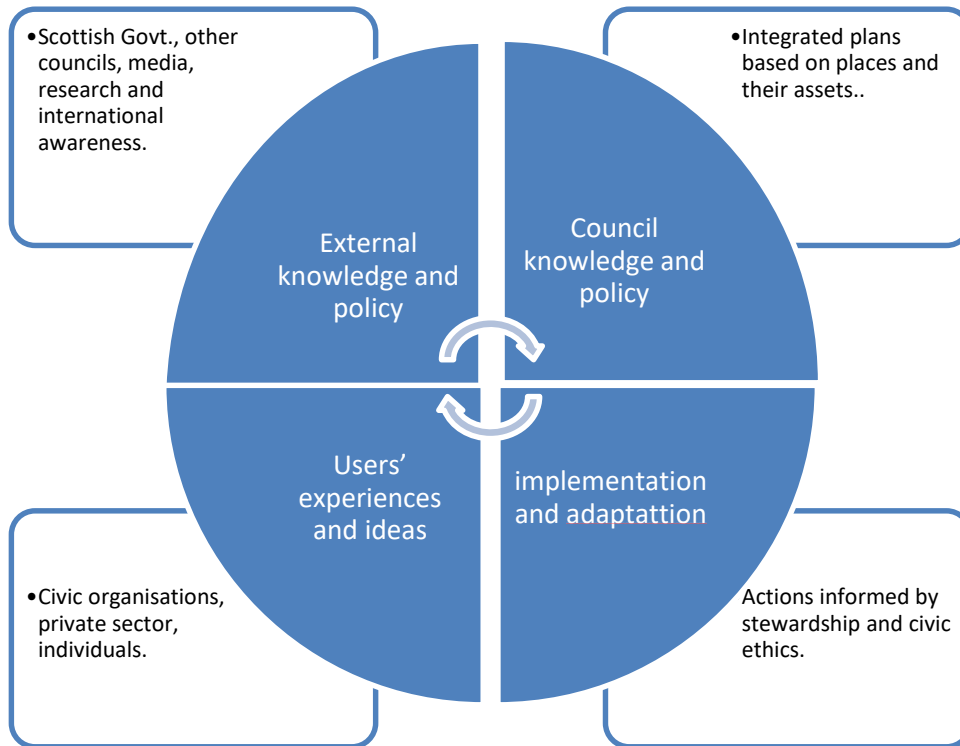 •Scottish Govt., other
councils, media,
research and
international
awareness.
•Integrated plans
based on places and
their assets..
External
knowledge and
policy
Council
knowledge and
policy
Users’
experiences
and ideas
implementation
and adaptattion
•Civic organisations,
private sector,
individuals.
Actions informed by
stewardship and civic
ethics.